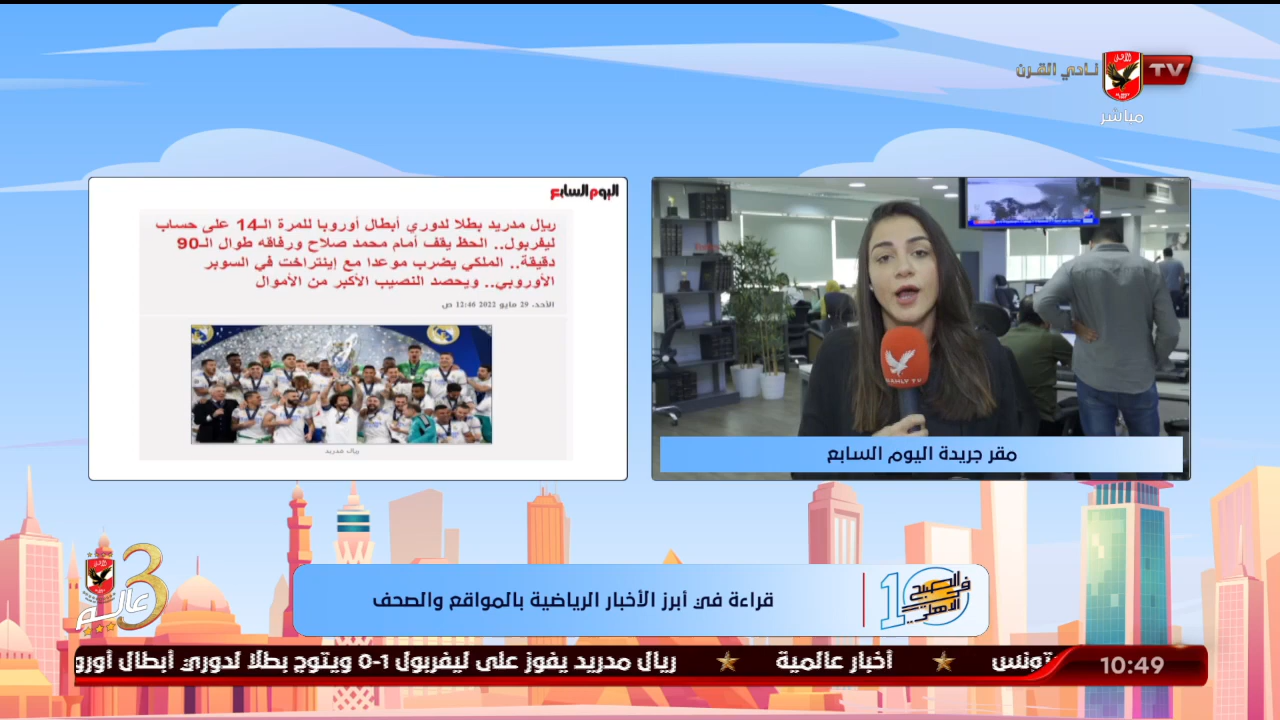 TV
نادي القرن
مباشر
اليوم السابع
ريال مدريد بطلا لدوري أبطال أوروبا للمرة الـ14 على حساب
ليفربول.. الحظ يقف أمام محمد صلاح ورفاقه طوال الـ90
دقيقة.. الملكي يضرب موعدا مع إينتراخت في السوبر
الأوروبي.. ويحصد النصيب الأكبر من الأموال
الأحد، 29 مايو 2022 12:46 ص
ريال مدريد
AHLY TV
مقر جريدة اليوم السابع
3 عالم
10 الصبح في الأهلي
قراءة في أبرز الأخبار الرياضية بالمواقع والصحف
تونس ★ أخبار عالمية ★ ريال مدريد يفوز على ليفربول 1-0 ويتوج بطلا لدوري أبطال أورو
10:49